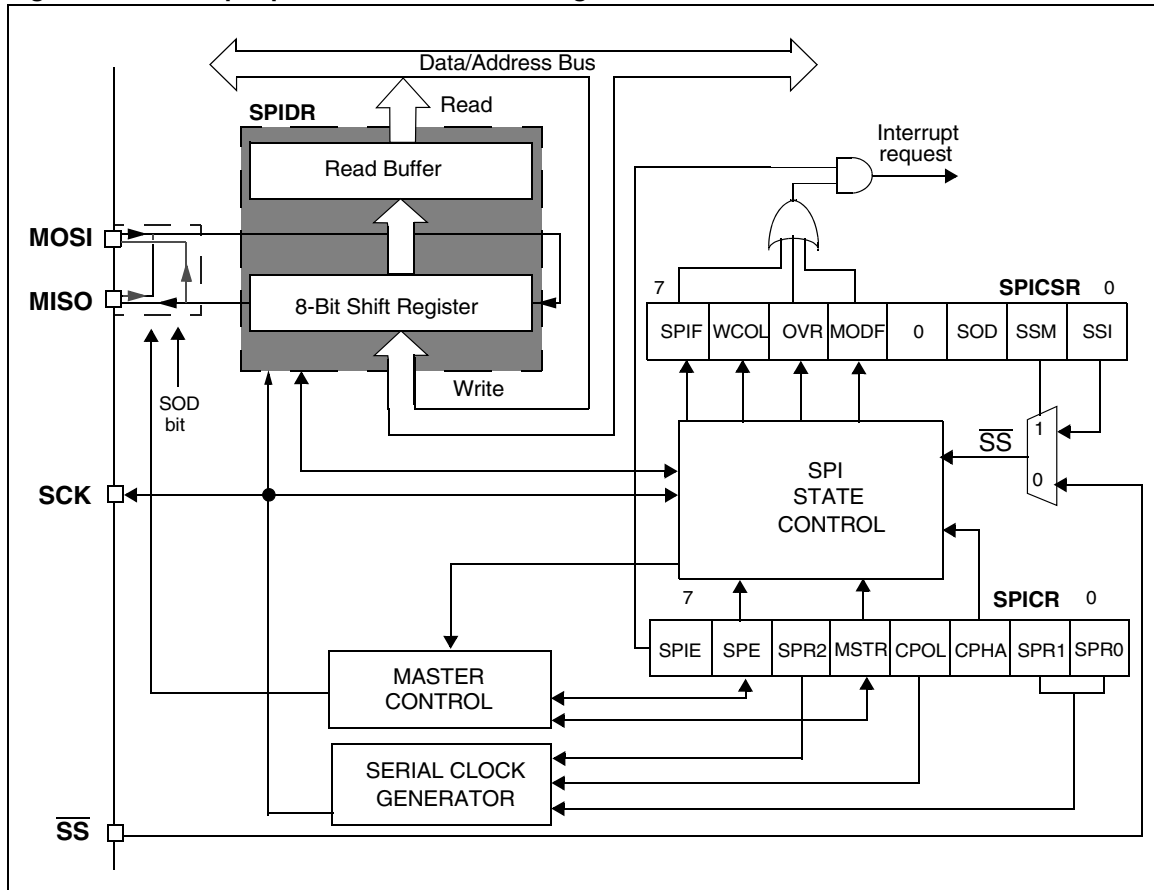 Data/Address Bus
SPIDR
Read
Read Buffer
Interrupt
request
MOSI
MISO
8-Bit Shift Register
7
SPICSR
0
SPIF
WCOL
OVR
MODF
0
SOD
SSM
SSI
Write
SOD
bit
1
SS
0
SCK
SPI
STATE
CONTROL
7
SPICR
0
SPIE
SPE
SPR2
MSTR
CPOL
CPHA
SPR1
SPR0
MASTER
CONTROL
SERIAL CLOCK
GENERATOR
SS